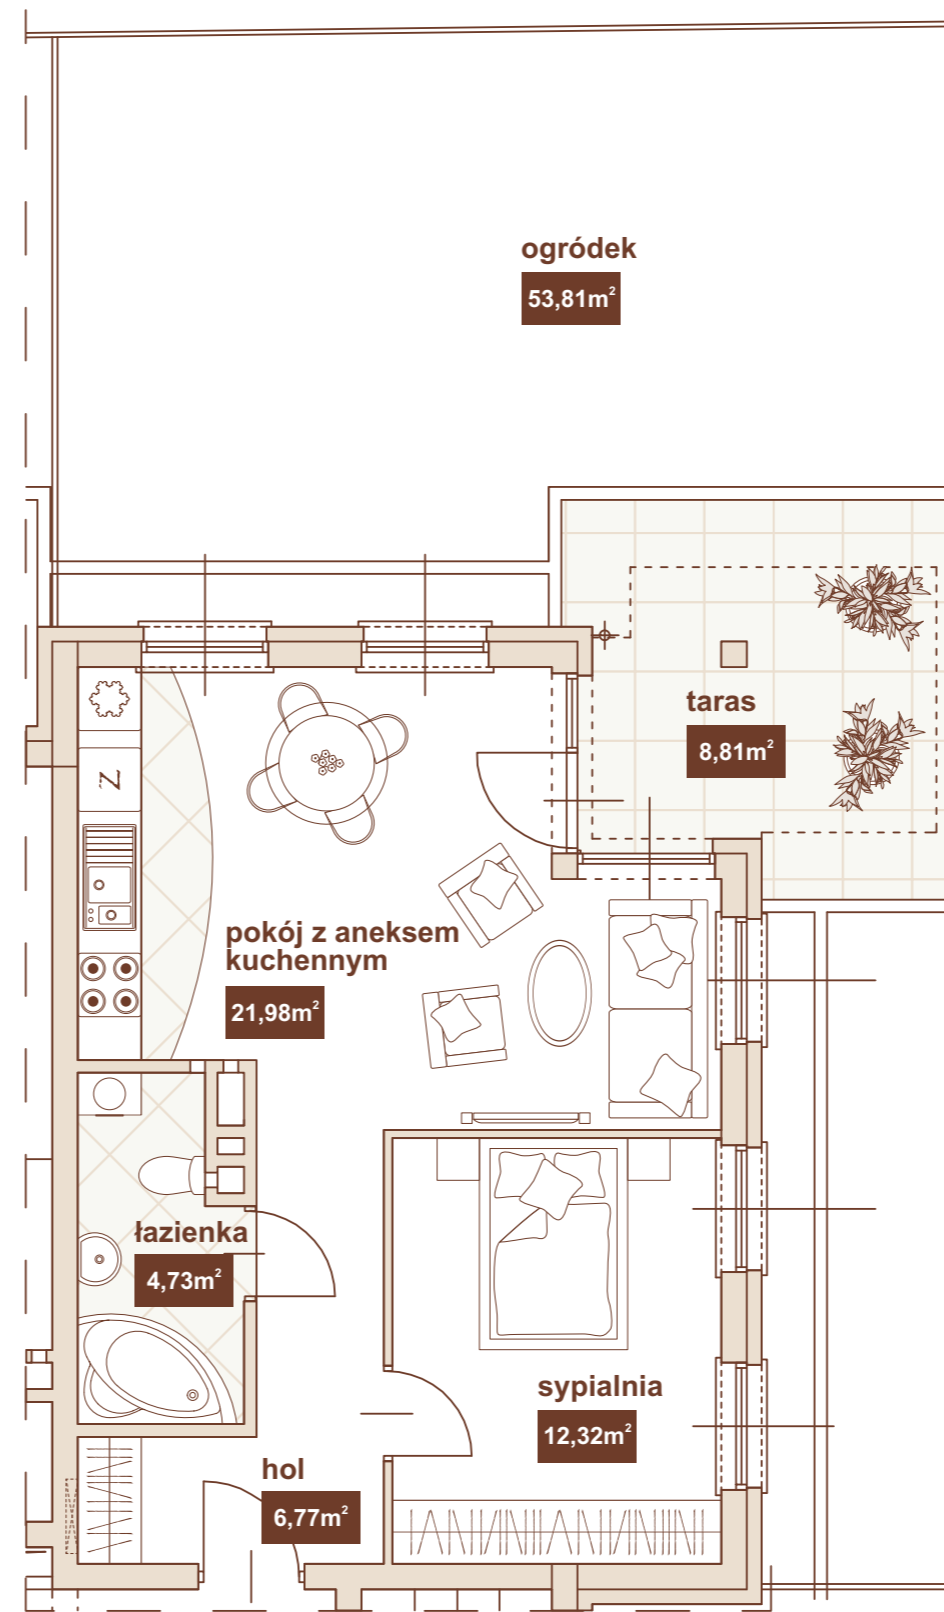 ogródek
53,81m²
taras
8,81m²
Z
pokój z aneksem
kuchennym
21,98m²
łazienka
4,73m²
sypialnia
12,32m²
hol
6,77m²